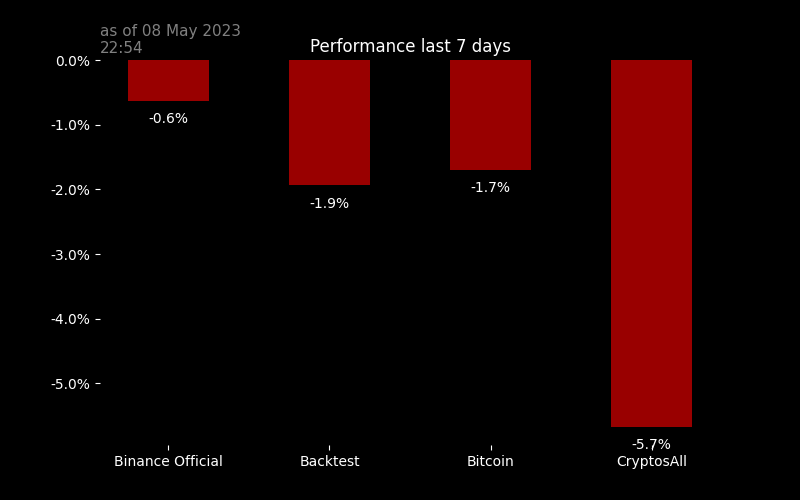 as of 08 May 2023
22:54
Performance last 7 days
0.0%
-1.0%
-2.0%
-3.0%
-4.0%
-5.0%
-0.6%
-1.9%
-1.7%
-5.7%
Binance Official
Backtest
Bitcoin
CryptosAll